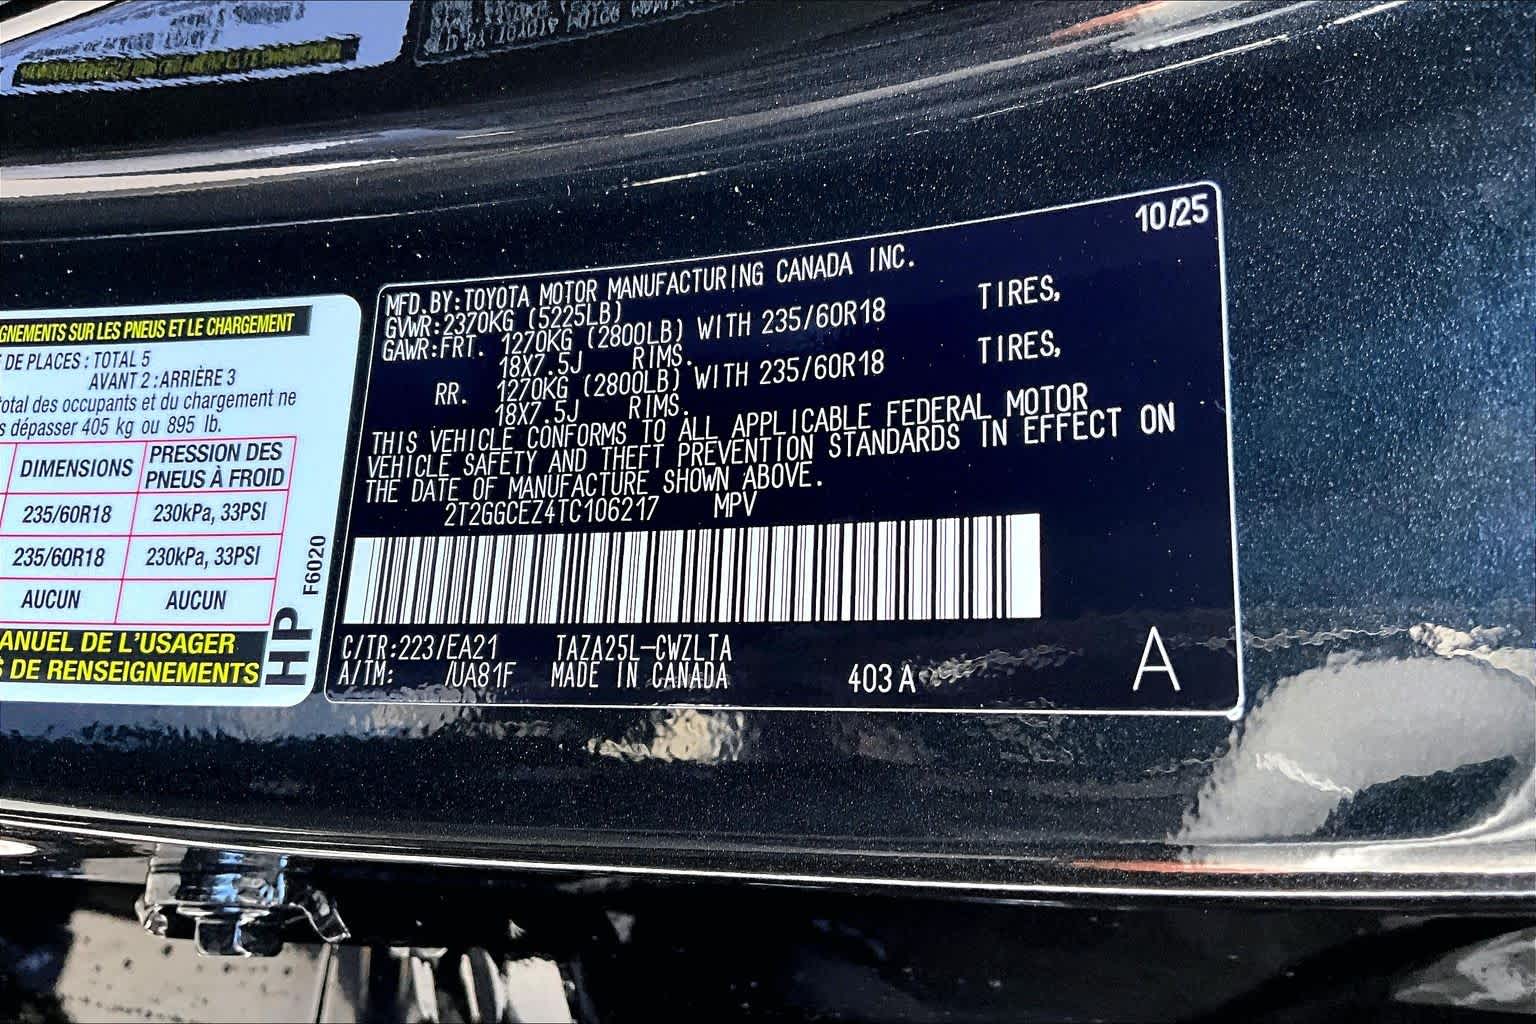 GNEMENTS SUR LES PNEUS ET LE CHARGEMENT
E DE PLACES : TOTAL 5
AVANT 2 : ARRIÈRE 3
total des occupants et du chargement ne
s dépasser 405 kg ou 895 lb.
DIMENSIONS PRESSION DES PNEUS À FROID
235/60R18 230kPa, 33PSI
235/60R18 230kPa, 33PSI
AUCUN AUCUN
ANUEL DE L'USAGER
S DE RENSEIGNEMENTS
HP F6020
10/25
MFD.BY:TOYOTA MOTOR MANUFACTURING CANADA INC.
GVWR:2370KG (5225LB)
GAWR:FRT. 1270KG (2800LB) WITH 235/60R18 TIRES,
18X7.5J RIMS.
RR. 1270KG (2800LB) WITH 235/60R18 TIRES,
18X7.5J RIMS.
THIS VEHICLE CONFORMS TO ALL APPLICABLE FEDERAL MOTOR
VEHICLE SAFETY AND THEFT PREVENTION STANDARDS IN EFFECT ON
THE DATE OF MANUFACTURE SHOWN ABOVE.
2T2GGCEZ4TC106217 MPV
C/TR:223/EA21 TAZA25L-CWZLTA
A/TM: /UA81F MADE IN CANADA 403 A A